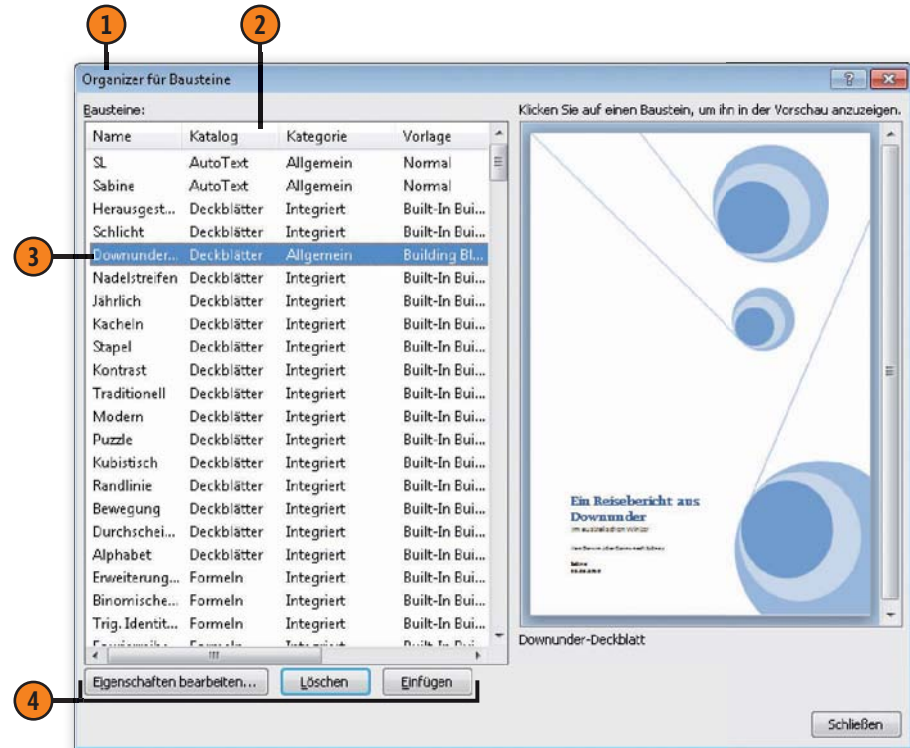 1 2
Organizer für Bausteine
Bausteine:
Klicken Sie auf einen Baustein, um ihn in der Vorschau anzuzeigen.
Name Katalog Kategorie Vorlage
SL AutoText Allgemein Normal
Sabine AutoText Allgemein Normal
Herausgest... Deckblätter Integriert Built-In Bui...
Schlicht Deckblätter Integriert Built-In Bui...
3
Downunder... Deckblätter Allgemein Building Bl...
Nadelstreifen Deckblätter Integriert Built-In Bui...
Jährlich Deckblätter Integriert Built-In Bui...
Kacheln Deckblätter Integriert Built-In Bui...
Stapel Deckblätter Integriert Built-In Bui...
Kontrast Deckblätter Integriert Built-In Bui...
Traditionell Deckblätter Integriert Built-In Bui...
Modern Deckblätter Integriert Built-In Bui...
Puzzle Deckblätter Integriert Built-In Bui...
Kubistisch Deckblätter Integriert Built-In Bui...
Randlinie Deckblätter Integriert Built-In Bui...
Bewegung Deckblätter Integriert Built-In Bui...
Durchschei... Deckblätter Integriert Built-In Bui...
Alphabet Deckblätter Integriert Built-In Bui...
Erweiterung... Formeln Integriert Built-In Bui...
Binomische... Formeln Integriert Built-In Bui...
Trig. Identit... Formeln Integriert Built-In Bui...
Ein Reisebericht aus
Downunder
Im australischen Winter
Downunder-Deckblatt
4
Eigenschaften bearbeiten... Löschen Einfügen
Schließen